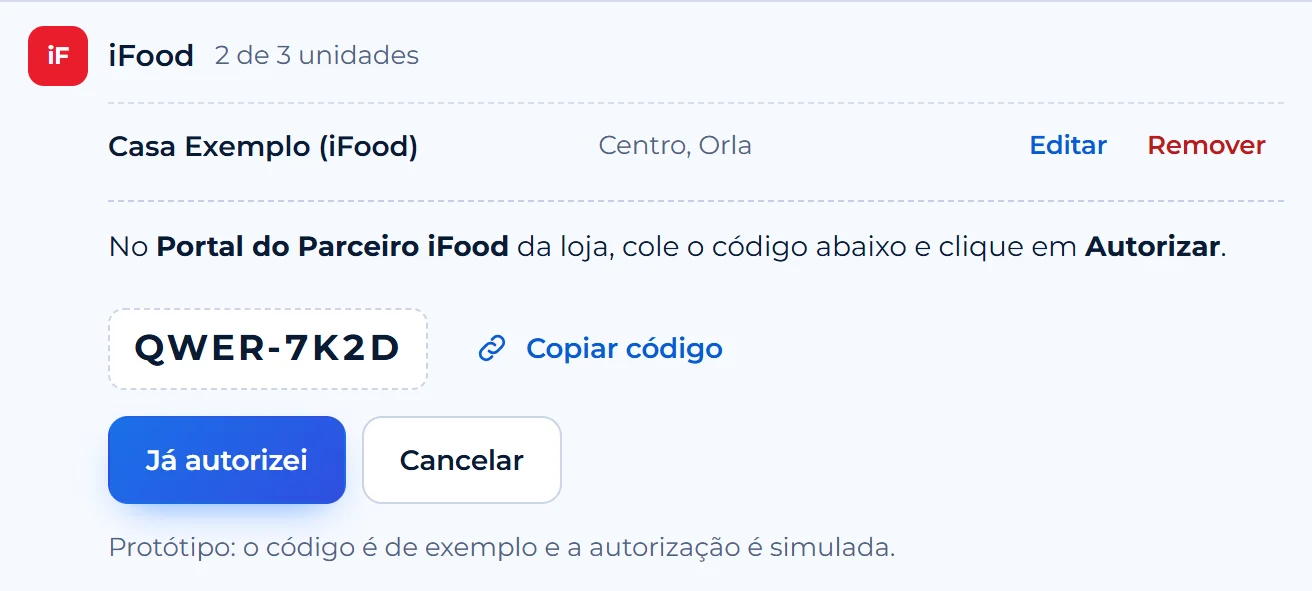 iF iFood 2 de 3 unidades
Casa Exemplo (iFood) Centro, Orla Editar Remover
No Portal do Parceiro iFood da loja, cole o código abaixo e clique em Autorizar.
QWER-7K2D Copiar código
Já autorizei Cancelar
Protótipo: o código é de exemplo e a autorização é simulada.